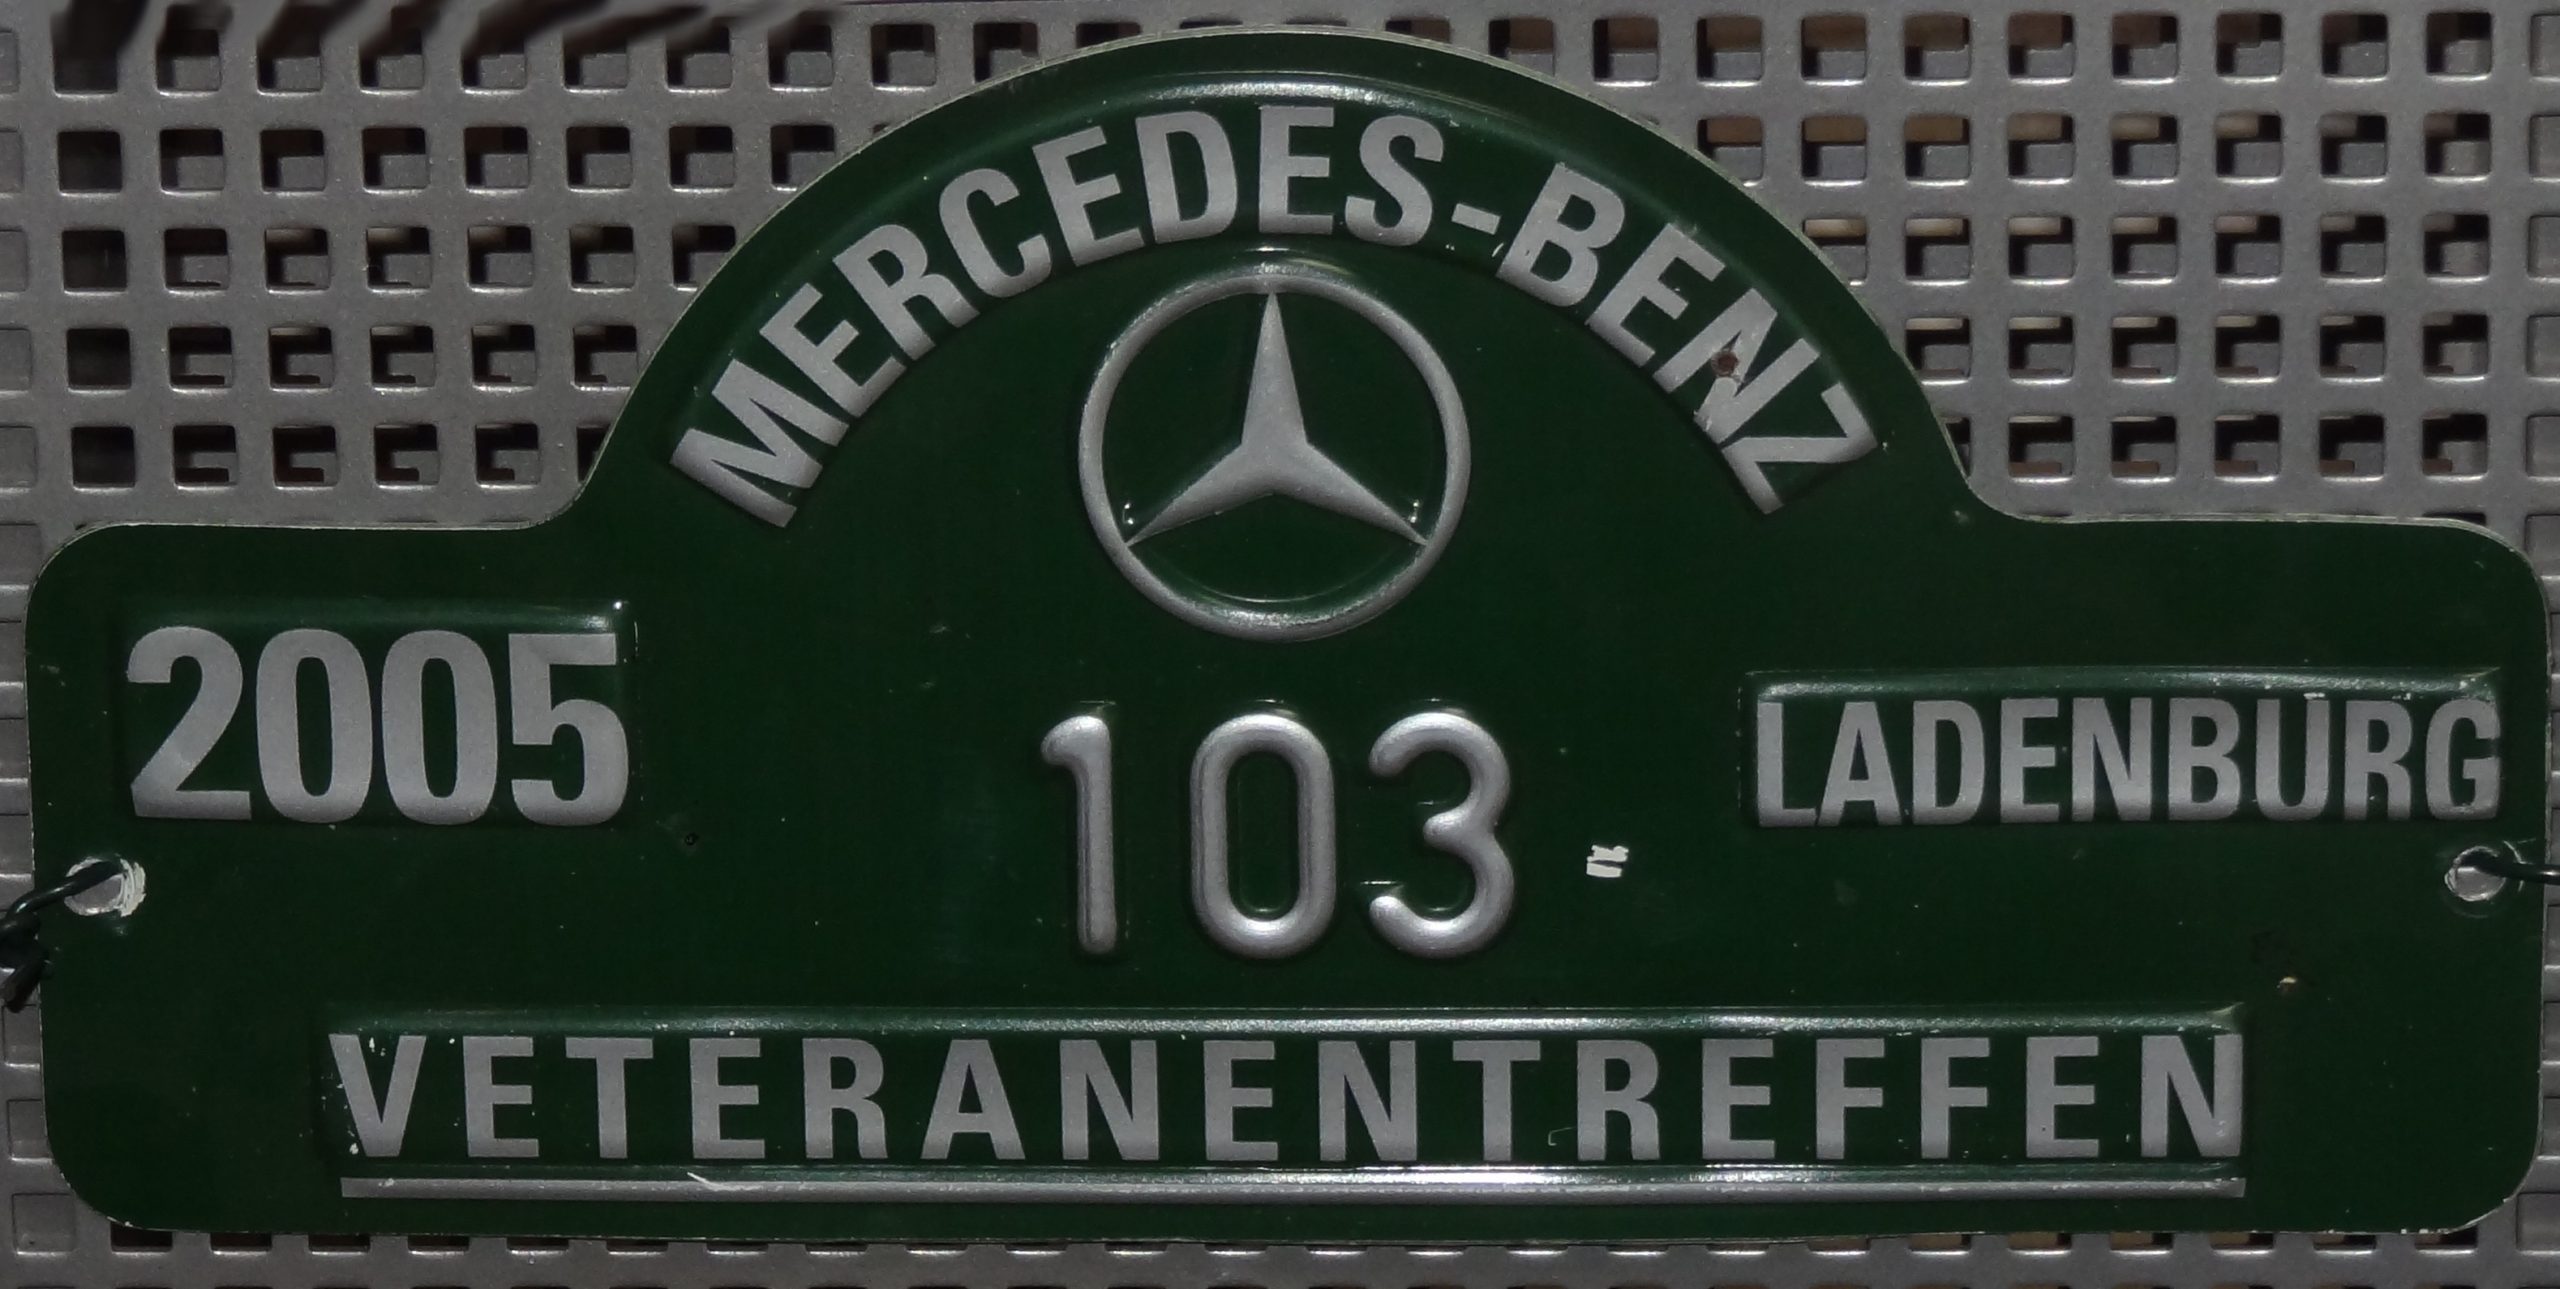 MERCEDES-BENZ
2005
103
LADENBURG
VETERANENTREFFEN